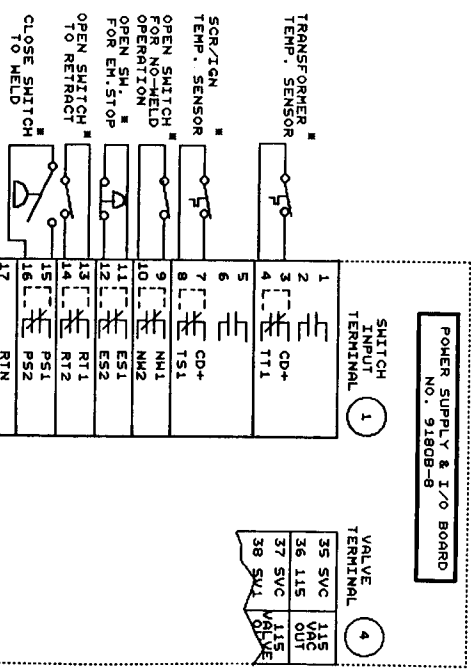 POWER SUPPLY & I/O BOARD
NO. 9180B-8
SWITCH
INPUT
TERMINAL 1
VALVE
TERMINAL 4
TRANSFORMER *
TEMP. SENSOR
SCR/IGN *
TEMP. SENSOR
OPEN SWITCH *
FOR NO-WELD
OPERATION
OPEN SW. *
FOR EM.STOP
OPEN SWITCH *
TO RETRACT
CLOSE SWITCH *
TO WELD
1
2
3 CD+
4 TT1
5
6
7 CD+
8 TS1
9 NW1
10 NW2
11 ES1
12 ES2
13 RT1
14 RT2
15 PS1
16 PS2
17 RTN
35 SVC 115
36 115 VAC OUT
37 SVC 115
38 SV1 VALVE